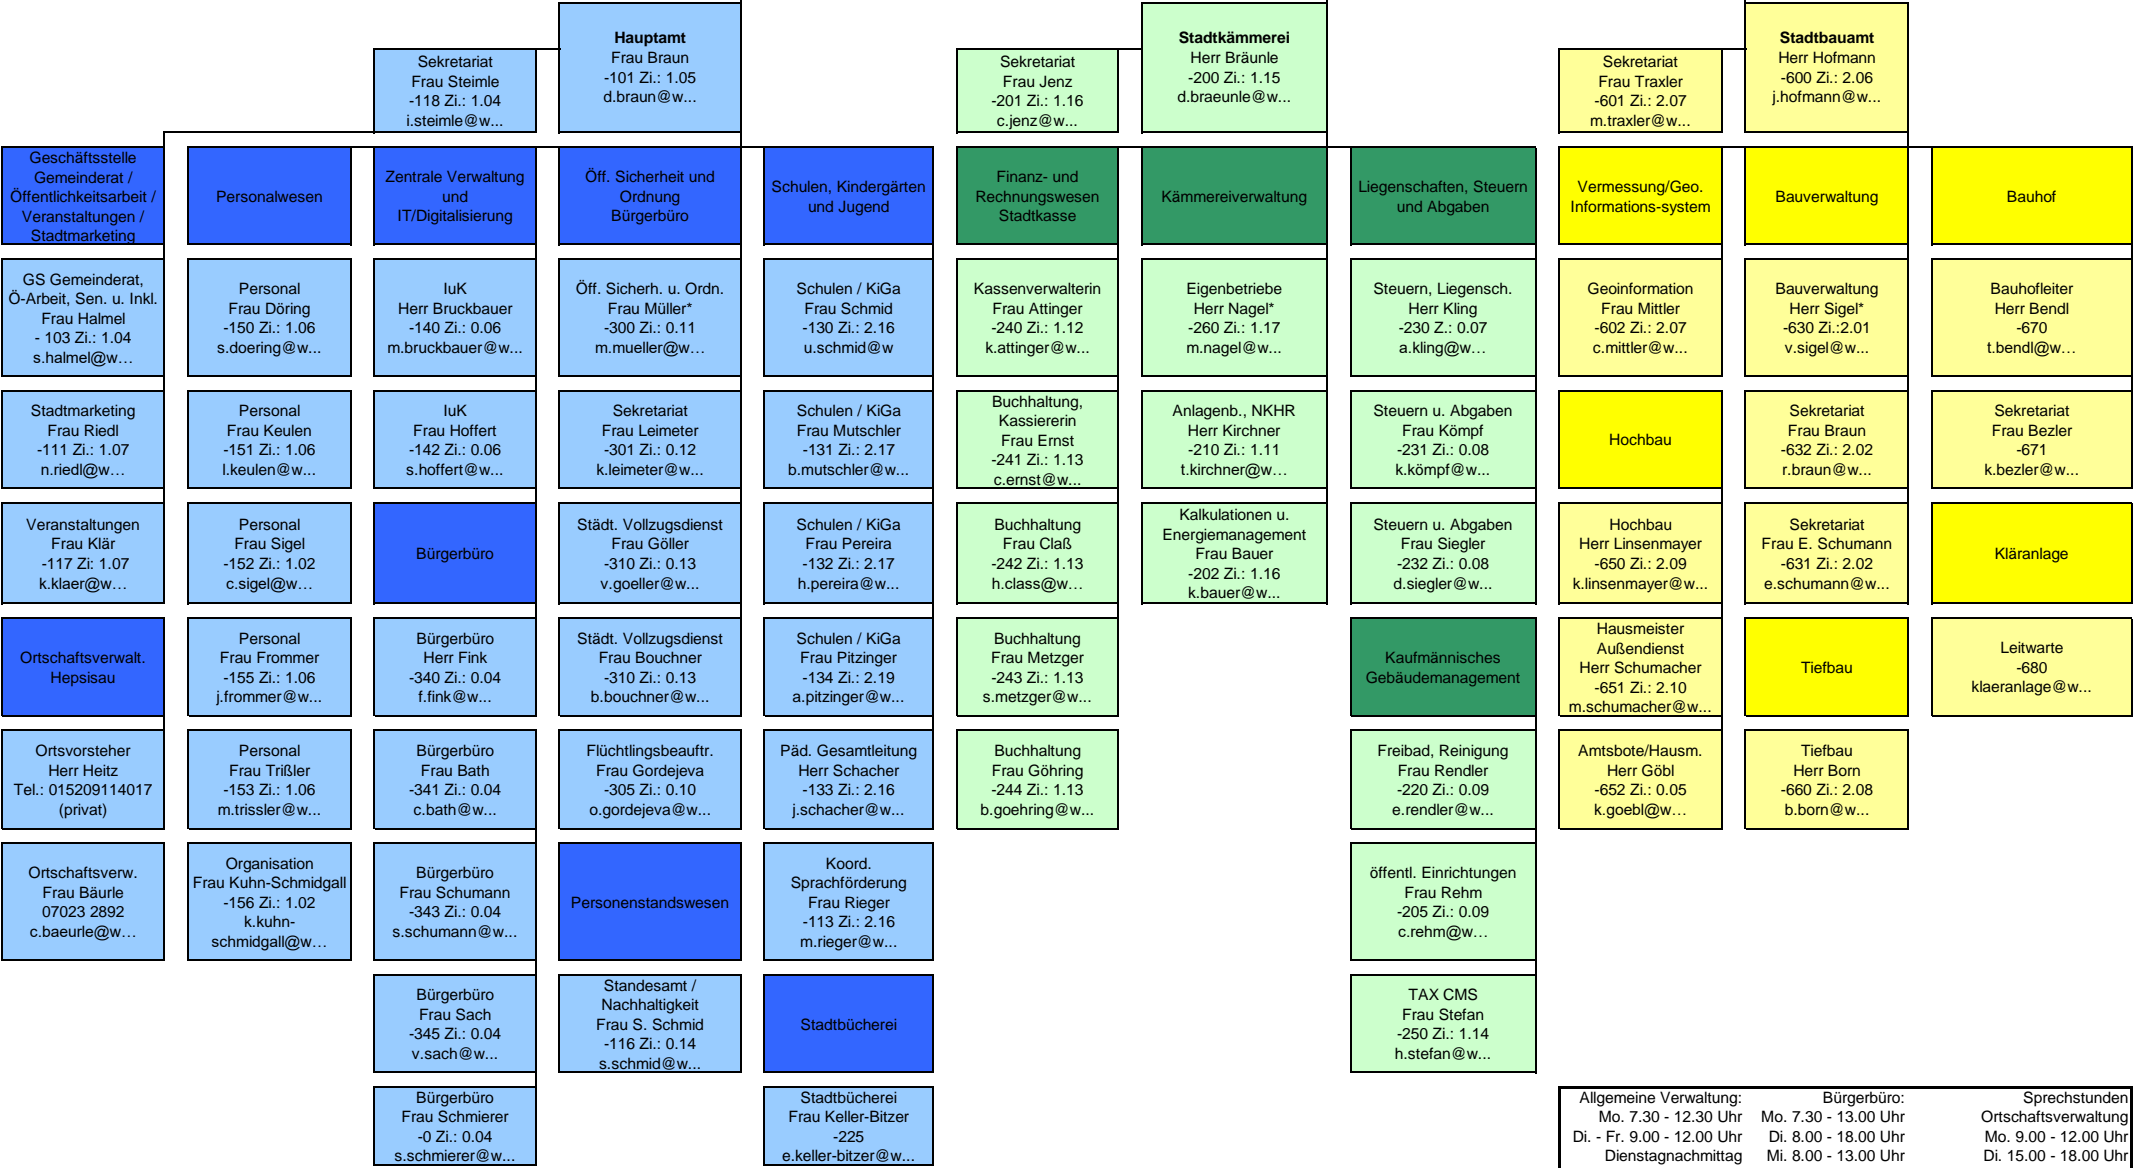 Hauptamt
Frau Braun
-101 Zi.: 1.05
d.braun@w...
Sekretariat
Frau Steimle
-118 Zi.: 1.04
i.steimle@w...
Stadtkämmerei
Herr Bräunle
-200 Zi.: 1.15
d.braeunle@w...
Sekretariat
Frau Jenz
-201 Zi.: 1.16
c.jenz@w...
Stadtbauamt
Herr Hofmann
-600 Zi.: 2.06
j.hofmann@w...
Sekretariat
Frau Traxler
-601 Zi.: 2.07
m.traxler@w...
Geschäftsstelle
Gemeinderat /
Öffentlichkeitsarbeit /
Veranstaltungen /
Stadtmarketing
GS Gemeinderat,
Ö-Arbeit, Sen. u. Inkl.
Frau Halmel
- 103 Zi.: 1.04
s.halmel@w…
Stadtmarketing
Frau Riedl
-111 Zi.: 1.07
n.riedl@w…
Veranstaltungen
Frau Klär
-117 Zi: 1.07
k.klaer@w…
Ortschaftsverwalt.
Hepsisau
Ortsvorsteher
Herr Heitz
Tel.: 015209114017
(privat)
Ortschaftsverw.
Frau Bäurle
07023 2892
c.baeurle@w…
Personalwesen
Personal
Frau Döring
-150 Zi.: 1.06
s.doering@w...
Personal
Frau Keulen
-151 Zi.: 1.06
l.keulen@w...
Personal
Frau Sigel
-152 Zi.: 1.02
c.sigel@w…
Personal
Frau Frommer
-155 Zi.: 1.06
j.frommer@w...
Personal
Frau Trißler
-153 Zi.: 1.06
m.trissler@w...
Organisation
Frau Kuhn-Schmidgall
-156 Zi.: 1.02
k.kuhn-
schmidgall@w…
Zentrale Verwaltung
und
IT/Digitalisierung
IuK
Herr Bruckbauer
-140 Zi.: 0.06
m.bruckbauer@w...
IuK
Frau Hoffert
-142 Zi.: 0.06
s.hoffert@w...
Bürgerbüro
Bürgerbüro
Herr Fink
-340 Zi.: 0.04
f.fink@w...
Bürgerbüro
Frau Bath
-341 Zi.: 0.04
c.bath@w...
Bürgerbüro
Frau Schumann
-343 Zi.: 0.04
s.schumann@w...
Bürgerbüro
Frau Sach
-345 Zi.: 0.04
v.sach@w...
Bürgerbüro
Frau Schmierer
-0 Zi.: 0.04
s.schmierer@w...
Öff. Sicherheit und
Ordnung
Bürgerbüro
Öff. Sicherh. u. Ordn.
Frau Müller*
-300 Zi.: 0.11
m.mueller@w…
Sekretariat
Frau Leimeter
-301 Zi.: 0.12
k.leimeter@w...
Städt. Vollzugsdienst
Frau Göller
-310 Zi.: 0.13
v.goeller@w...
Städt. Vollzugsdienst
Frau Bouchner
-310 Zi.: 0.13
b.bouchner@w...
Flüchtlingsbeauftr.
Frau Gordejeva
-305 Zi.: 0.10
o.gordejeva@w...
Personenstandswesen
Standesamt /
Nachhaltigkeit
Frau S. Schmid
-116 Zi.: 0.14
s.schmid@w...
Schulen, Kindergärten
und Jugend
Schulen / KiGa
Frau Schmid
-130 Zi.: 2.16
u.schmid@w
Schulen / KiGa
Frau Mutschler
-131 Zi.: 2.17
b.mutschler@w...
Schulen / KiGa
Frau Pereira
-132 Zi.: 2.17
h.pereira@w...
Schulen / KiGa
Frau Pitzinger
-134 Zi.: 2.19
a.pitzinger@w...
Päd. Gesamtleitung
Herr Schacher
-133 Zi.: 2.16
j.schacher@w...
Koord.
Sprachförderung
Frau Rieger
-113 Zi.: 2.16
m.rieger@w...
Stadtbücherei
Stadtbücherei
Frau Keller-Bitzer
-225
e.keller-bitzer@w...
Finanz- und
Rechnungswesen
Stadtkasse
Kassenverwalterin
Frau Attinger
-240 Zi.: 1.12
k.attinger@w...
Buchhaltung,
Kassiererin
Frau Ernst
-241 Zi.: 1.13
c.ernst@w...
Buchhaltung
Frau Claß
-242 Zi.: 1.13
h.class@w…
Buchhaltung
Frau Metzger
-243 Zi.: 1.13
s.metzger@w...
Buchhaltung
Frau Göhring
-244 Zi.: 1.13
b.goehring@w...
Kämmereiverwaltung
Eigenbetriebe
Herr Nagel*
-260 Zi.: 1.17
m.nagel@w...
Anlagenb., NKHR
Herr Kirchner
-210 Zi.: 1.11
t.kirchner@w…
Kalkulationen u.
Energiemanagement
Frau Bauer
-202 Zi.: 1.16
k.bauer@w...
Liegenschaften, Steuern
und Abgaben
Steuern, Liegensch.
Herr Kling
-230 Zi.: 0.07
a.kling@w…
Steuern u. Abgaben
Frau Kömpf
-231 Zi.: 0.08
k.kömpf@w...
Steuern u. Abgaben
Frau Siegler
-232 Zi.: 0.08
d.siegler@w...
Kaufmännisches
Gebäudemanagement
Freibad, Reinigung
Frau Rendler
-220 Zi.: 0.09
e.rendler@w...
öffentl. Einrichtungen
Frau Rehm
-205 Zi.: 0.09
c.rehm@w…
TAX CMS
Frau Stefan
-250 Zi.: 1.14
h.stefan@w...
Vermessung/Geo.
Informations-system
Geoinformation
Frau Mittler
-602 Zi.: 2.07
c.mittler@w...
Hochbau
Hochbau
Herr Linsenmayer
-650 Zi.: 2.09
k.linsenmayer@w...
Hausmeister
Außendienst
Herr Schumacher
-651 Zi.: 2.10
m.schumacher@w...
Amtsbote/Hausm.
Herr Göbl
-652 Zi.: 0.05
k.goebl@w…
Bauverwaltung
Bauverwaltung
Herr Sigel*
-630 Zi.:2.01
v.sigel@w...
Sekretariat
Frau Braun
-632 Zi.: 2.02
r.braun@w...
Sekretariat
Frau E. Schumann
-631 Zi.: 2.02
e.schumann@w...
Tiefbau
Tiefbau
Herr Born
-660 Zi.: 2.08
b.born@w...
Bauhof
Bauhofleiter
Herr Bendl
-670
t.bendl@w…
Sekretariat
Frau Bezler
-671
k.bezler@w...
Kläranlage
Leitwarte
-680
klaeranlage@w...
Allgemeine Verwaltung:
Mo. 7.30 - 12.30 Uhr
Di. - Fr. 9.00 - 12.00 Uhr
Dienstagnachmittag
Bürgerbüro:
Mo. 7.30 - 13.00 Uhr
Di. 8.00 - 18.00 Uhr
Mi. 8.00 - 13.00 Uhr
Sprechstunden
Ortschaftsverwaltung
Mo. 9.00 - 12.00 Uhr
Di. 15.00 - 18.00 Uhr